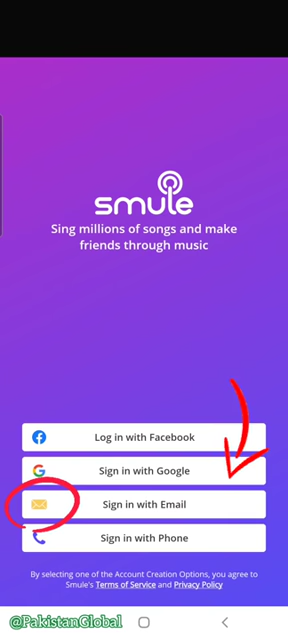 smule
Sing millions of songs and make
friends through music
Log in with Facebook
Sign in with Google
Sign in with Email
Sign in with Phone
By selecting one of the Account Creation Options, you agree to
Smule's Terms of Service and Privacy Policy
@PakistanGlobal